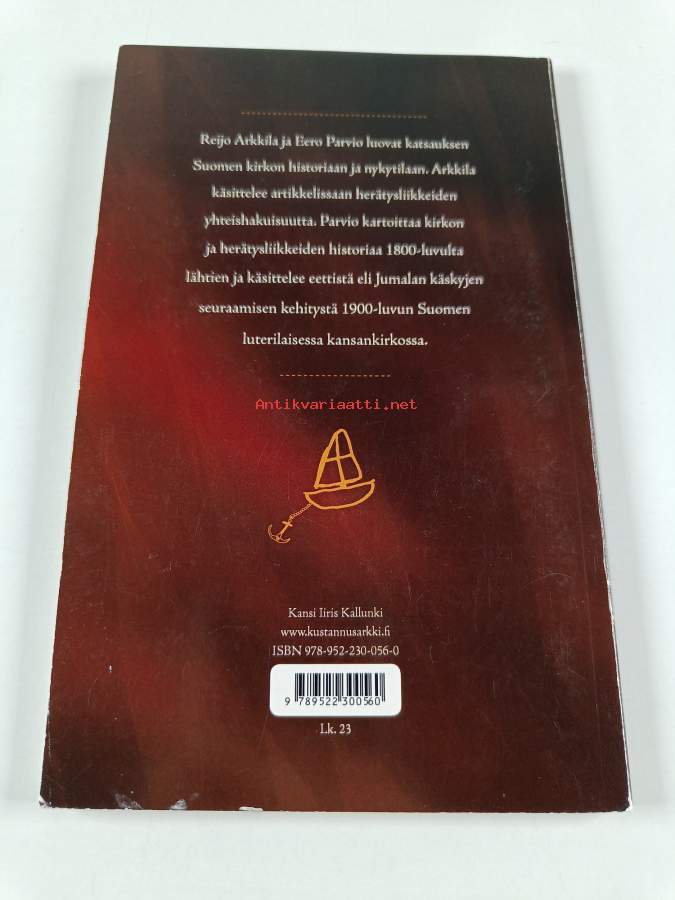 Reijo Arkkila ja Eero Parvio luovat katsauksen
Suomen kirkon historiaan ja nykytilaan. Arkkila
käsittelee artikkelissaan herätysliikkeiden
yhteishakuisuutta. Parvio kartoittaa kirkon
ja herätysliikkeiden historiaa 1800-luvulta
lähtien ja käsittelee eettistä eli Jumalan käskyjen
seuraamisen kehitystä 1900-luvun Suomen
luterilaisessa kansankirkossa.
Antikvariaatti.net
Kansi Iiris Kallunki
www.kustannusarkki.fi
ISBN 978-952-230-056-0
9 789522 300560
Lk. 23